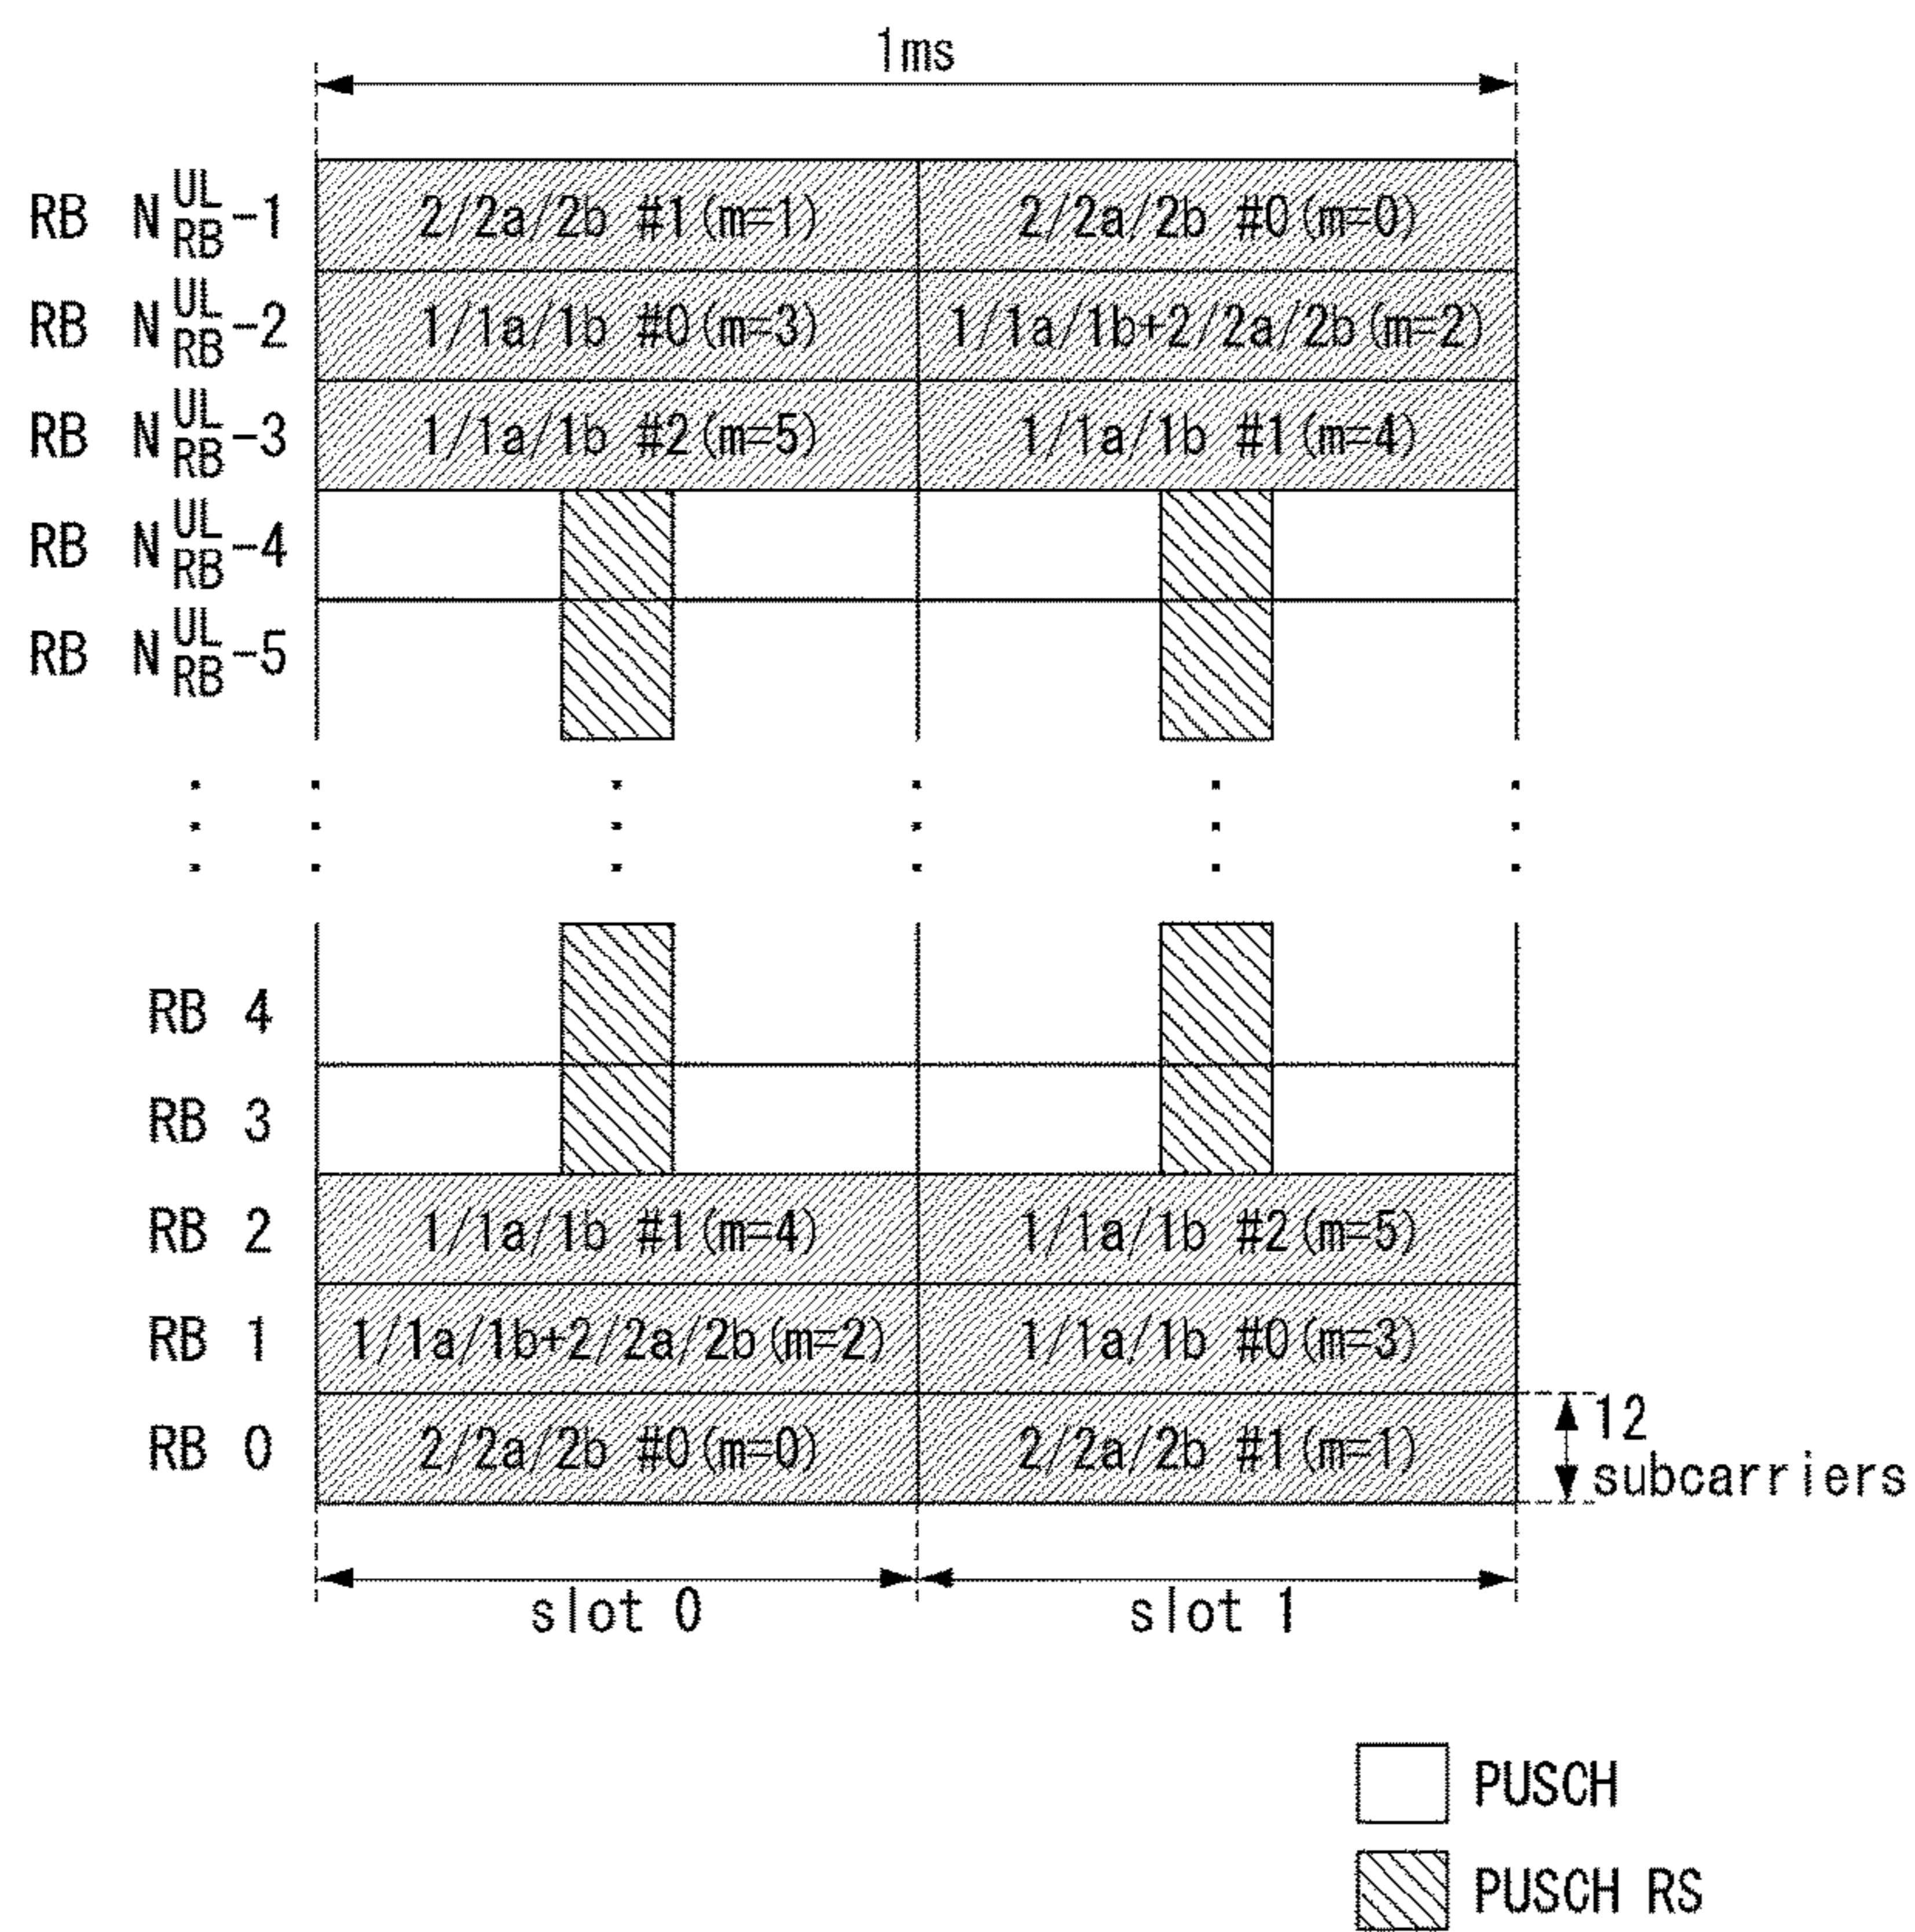 1ms
RB N UL RB -1 2/2a/2b #1(m=1) 2/2a/2b #0(m=0)
RB N UL RB -2 1/1a/1b #0(m=3) 1/1a/1b+2/2a/2b(m=2)
RB N UL RB -3 1/1a/1b #2(m=5) 1/1a/1b #1(m=4)
RB N UL RB -4
RB N UL RB -5
RB 4
RB 3
RB 2 1/1a/1b #1(m=4) 1/1a/1b #2(m=5)
RB 1 1/1a/1b+2/2a/2b(m=2) 1/1a/1b #0(m=3)
RB 0 2/2a/2b #0(m=0) 2/2a/2b #1(m=1)
12
subcarriers
slot 0 slot 1
PUSCH
PUSCH RS